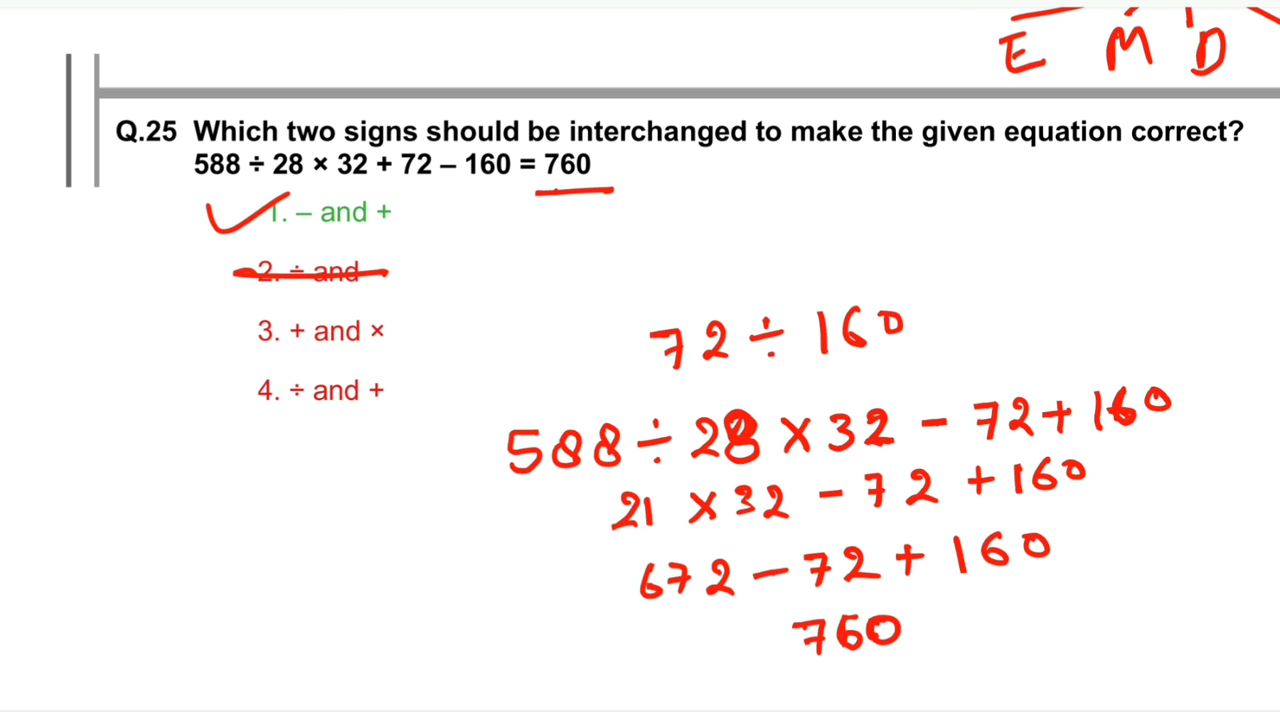 E M D
Q.25 Which two signs should be interchanged to make the given equation correct?
588 ÷ 28 × 32 + 72 – 160 = 760
1. – and +
2. ÷ and
3. + and ×
4. ÷ and +
72 ÷ 160
588 ÷ 28 × 32 - 72 + 160
21 × 32 - 72 + 160
672 - 72 + 160
760